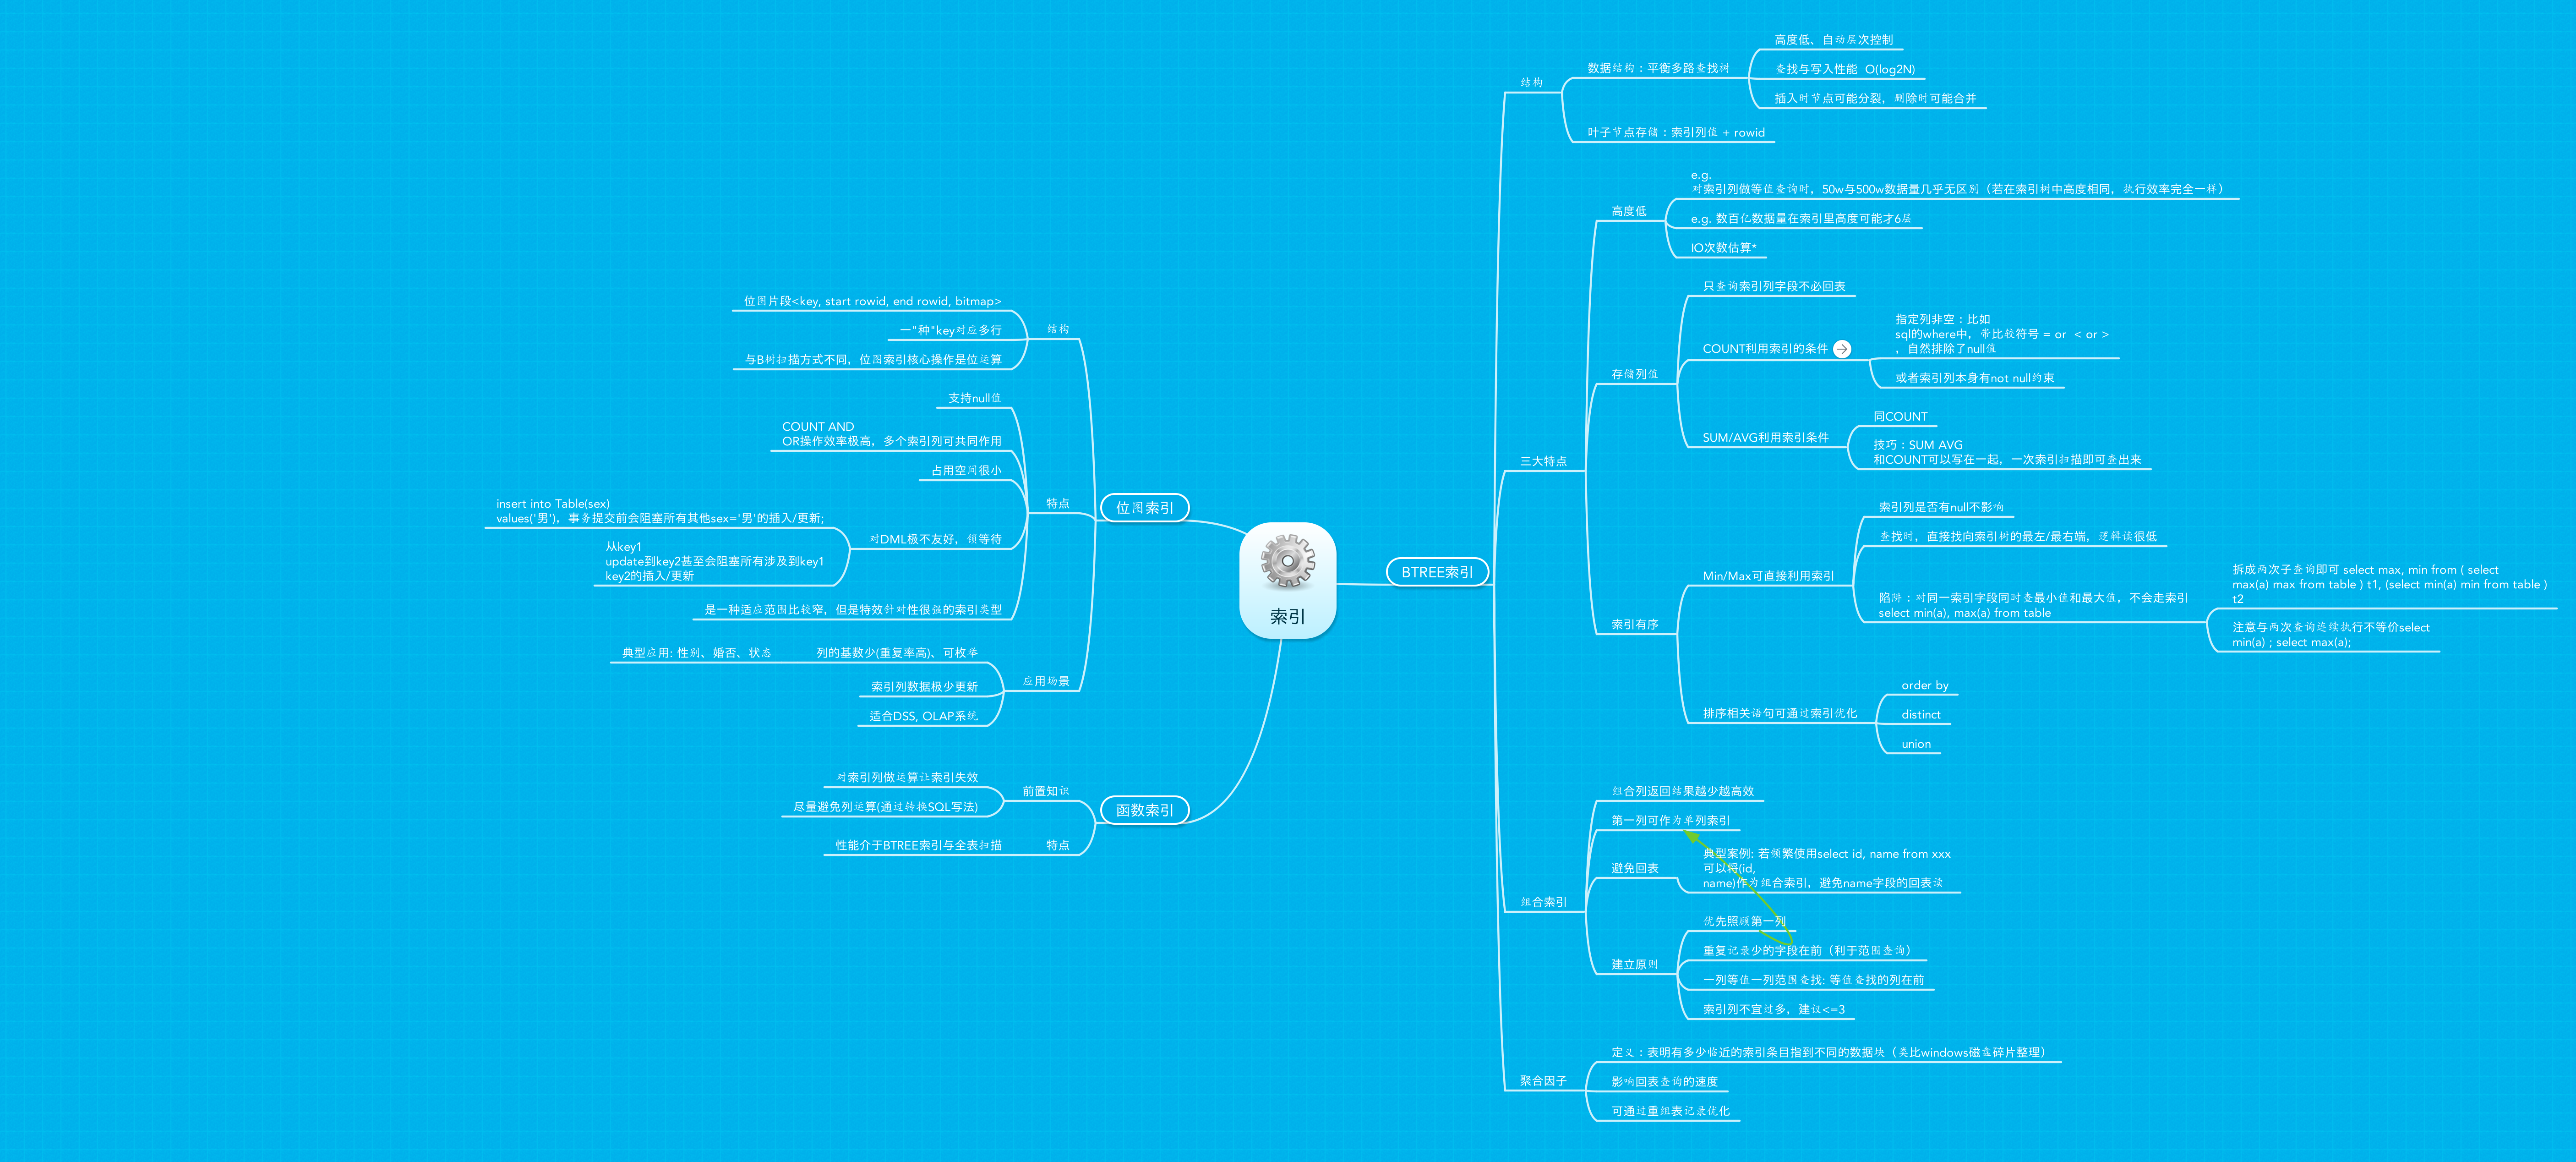 索引
BTREE索引
结构
数据结构：平衡多路查找树
高度低、自动层次控制
查找与写入性能 O(log2N)
插入时节点可能分裂，删除时可能合并
叶子节点存储：索引列值 + rowid
三大特点
高度低
e.g.
对索引列做等值查询时，50w与500w数据量几乎无区别（若在索引树中高度相同，执行效率完全一样）
e.g. 数百亿数据量在索引里高度可能才6层
IO次数估算*
存储列值
只查询索引列字段不必回表
COUNT利用索引的条件
指定列非空：比如
sql的where中，带比较符号 = or < or >
，自然排除了null值
或者索引列本身有not null约束
SUM/AVG利用索引条件
同COUNT
技巧：SUM AVG
和COUNT可以写在一起，一次索引扫描即可查出来
索引有序
Min/Max可直接利用索引
索引列是否有null不影响
查找时，直接找向索引树的最左/最右端，逻辑读很低
陷阱：对同一索引字段同时查最小值和最大值，不会走索引
select min(a), max(a) from table
拆成两次子查询即可 select max, min from ( select
max(a) max from table ) t1, (select min(a) min from table )
t2
注意与两次查询连续执行不等价select
min(a) ; select max(a);
排序相关语句可通过索引优化
order by
distinct
union
组合索引
组合列返回结果越少越高效
第一列可作为单列索引
避免回表
典型案例: 若频繁使用select id, name from xxx
可以将(id,
name)作为组合索引，避免name字段的回表读
建立原则
优先照顾第一列
重复记录少的字段在前（利于范围查询）
一列等值一列范围查找: 等值查找的列在前
索引列不宜过多，建议<=3
聚合因子
定义：表明有多少临近的索引条目指到不同的数据块（类比windows磁盘碎片整理）
影响回表查询的速度
可通过重组表记录优化
位图索引
结构
位图片段<key, start rowid, end rowid, bitmap>
一"种"key对应多行
与B树扫描方式不同，位图索引核心操作是位运算
特点
支持null值
COUNT AND
OR操作效率极高，多个索引列可共同作用
占用空间很小
对DML极不友好，锁等待
insert into Table(sex)
values('男')，事务提交前会阻塞所有其他sex='男'的插入/更新;
从key1
update到key2甚至会阻塞所有涉及到key1
key2的插入/更新
是一种适应范围比较窄，但是特效针对性很强的索引类型
应用场景
列的基数少(重复率高)、可枚举
典型应用: 性别、婚否、状态
索引列数据极少更新
适合DSS, OLAP系统
函数索引
前置知识
对索引列做运算让索引失效
尽量避免列运算(通过转换SQL写法)
特点
性能介于BTREE索引与全表扫描